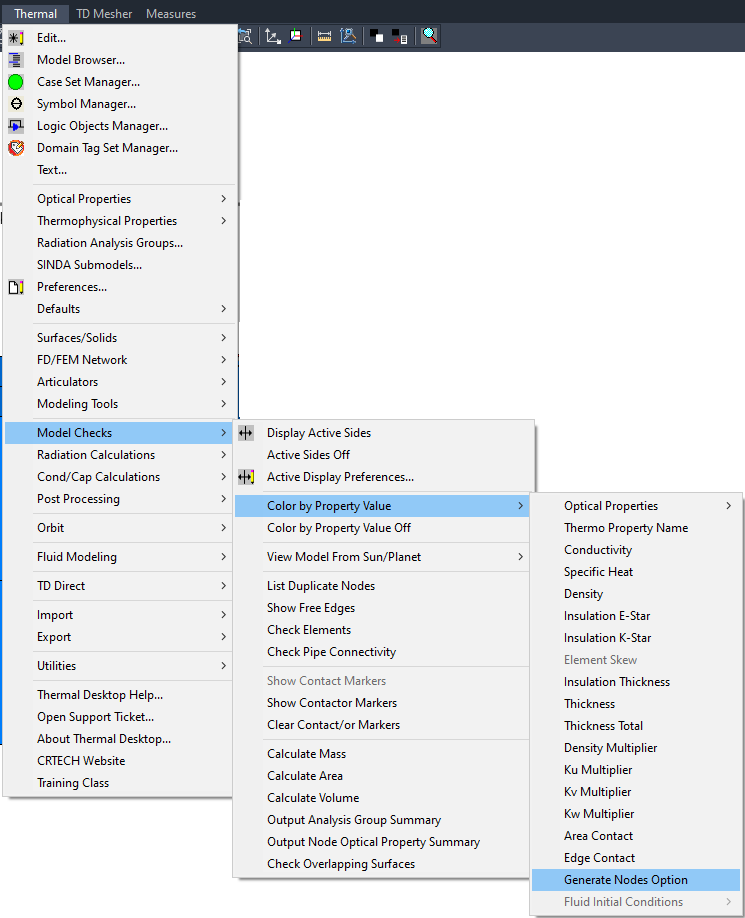 Thermal TD Mesher Measures
Edit...
Model Browser...
Case Set Manager...
Symbol Manager...
Logic Objects Manager...
Domain Tag Set Manager...
Text...
Optical Properties
Thermophysical Properties
Radiation Analysis Groups...
SINDA Submodels...
Preferences...
Defaults
Surfaces/Solids
FD/FEM Network
Articulators
Modeling Tools
Model Checks
Radiation Calculations
Cond/Cap Calculations
Post Processing
Orbit
Fluid Modeling
TD Direct
Import
Export
Utilities
Thermal Desktop Help...
Open Support Ticket...
About Thermal Desktop...
CRTECH Website
Training Class
Display Active Sides
Active Sides Off
Active Display Preferences...
Color by Property Value
Color by Property Value Off
View Model From Sun/Planet
List Duplicate Nodes
Show Free Edges
Check Elements
Check Pipe Connectivity
Show Contact Markers
Show Contactor Markers
Clear Contact/or Markers
Calculate Mass
Calculate Area
Calculate Volume
Output Analysis Group Summary
Output Node Optical Property Summary
Check Overlapping Surfaces
Optical Properties
Thermo Property Name
Conductivity
Specific Heat
Density
Insulation E-Star
Insulation K-Star
Element Skew
Insulation Thickness
Thickness
Thickness Total
Density Multiplier
Ku Multiplier
Kv Multiplier
Kw Multiplier
Area Contact
Edge Contact
Generate Nodes Option
Fluid Initial Conditions